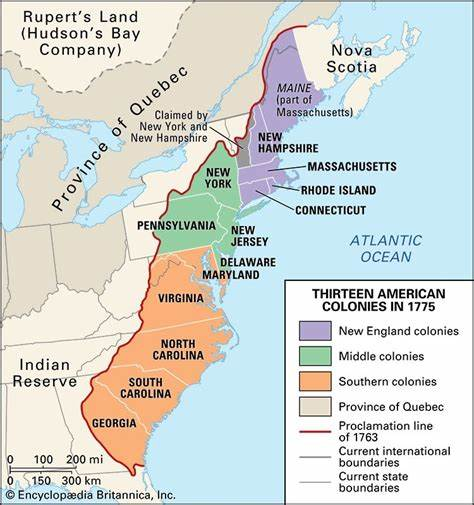 Rupert's Land
(Hudson's Bay
Company)
Province of Quebec
Nova
Scotia
MAINE
(part of
Massachusetts)
Claimed by
New York and
New Hampshire
NEW
HAMPSHIRE
MASSACHUSETTS
NEW
YORK
RHODE ISLAND
CONNECTICUT
PENNSYLVANIA
NEW
JERSEY
ATLANTIC
OCEAN
DELAWARE
MARYLAND
VIRGINIA
NORTH
CAROLINA
Indian
Reserve
SOUTH
CAROLINA
GEORGIA
THIRTEEN AMERICAN
COLONIES IN 1775
New England colonies
Middle colonies
Southern colonies
Province of Quebec
Proclamation line
of 1763
Current international
boundaries
Current state
boundaries
0 100 200 mi
0 150 300 km
© Encyclopædia Britannica, Inc.